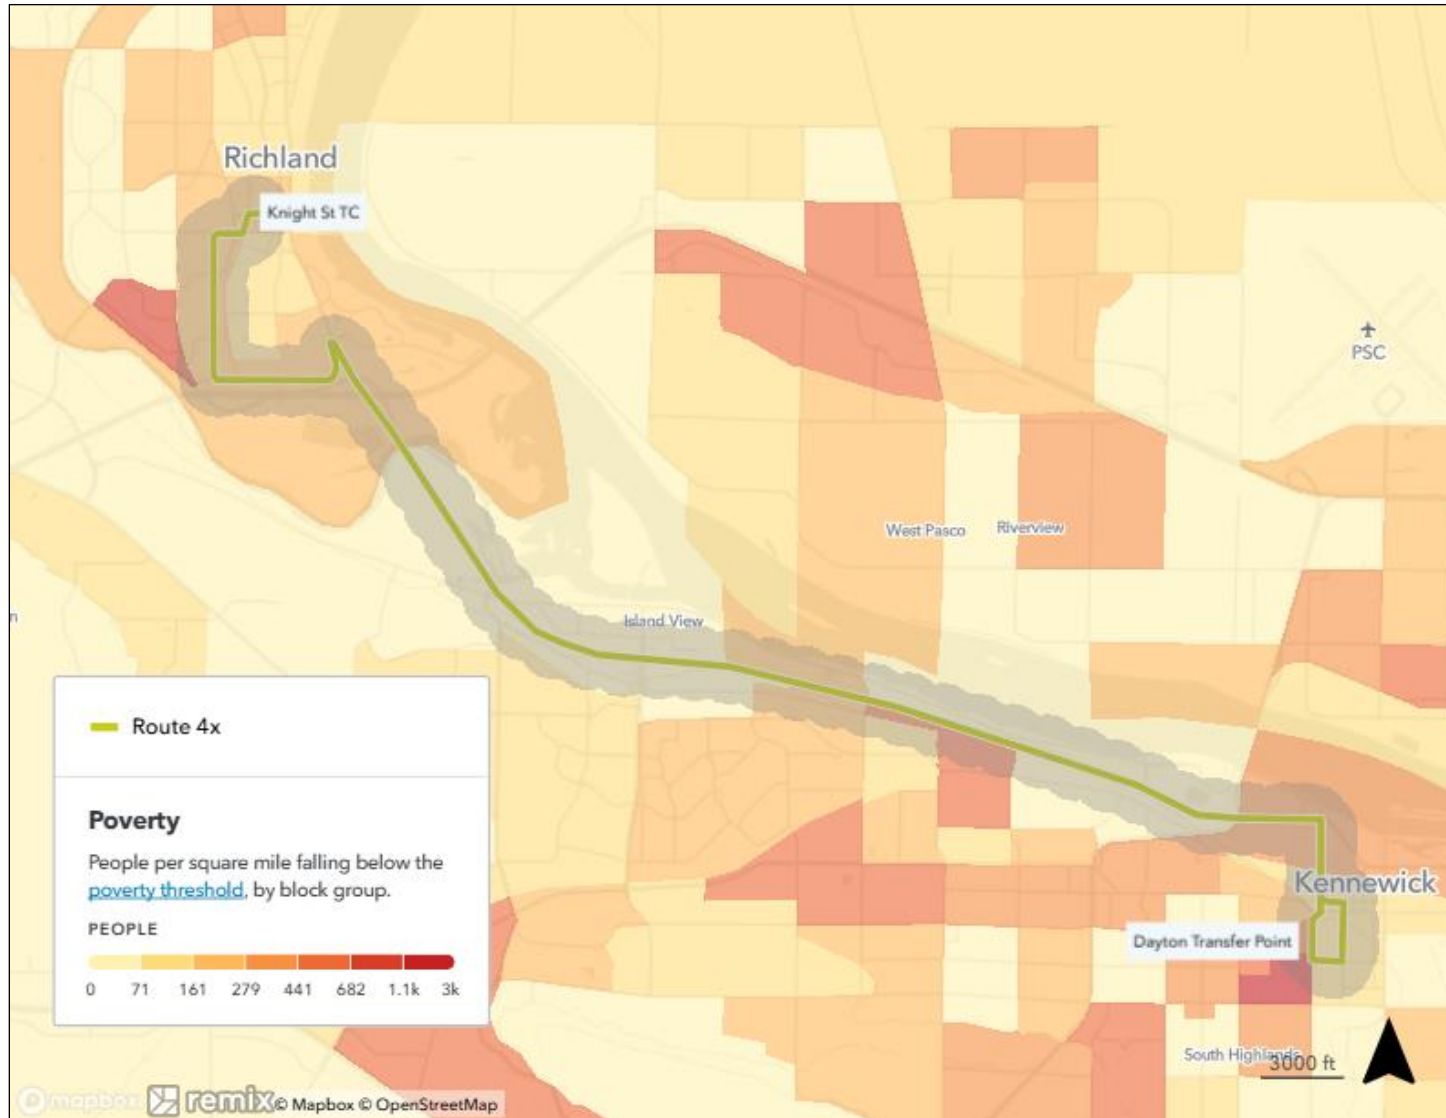 Richland
Knight St TC
PSC
West Pasco
Riverview
Island View
n
Route 4x
Poverty
People per square mile falling below the
poverty threshold, by block group.
PEOPLE
0 71 161 279 441 682 1.1k 3k
Kennewick
Dayton Transfer Point
South Highlands
3000 ft
mapbox remix © Mapbox © OpenStreetMap